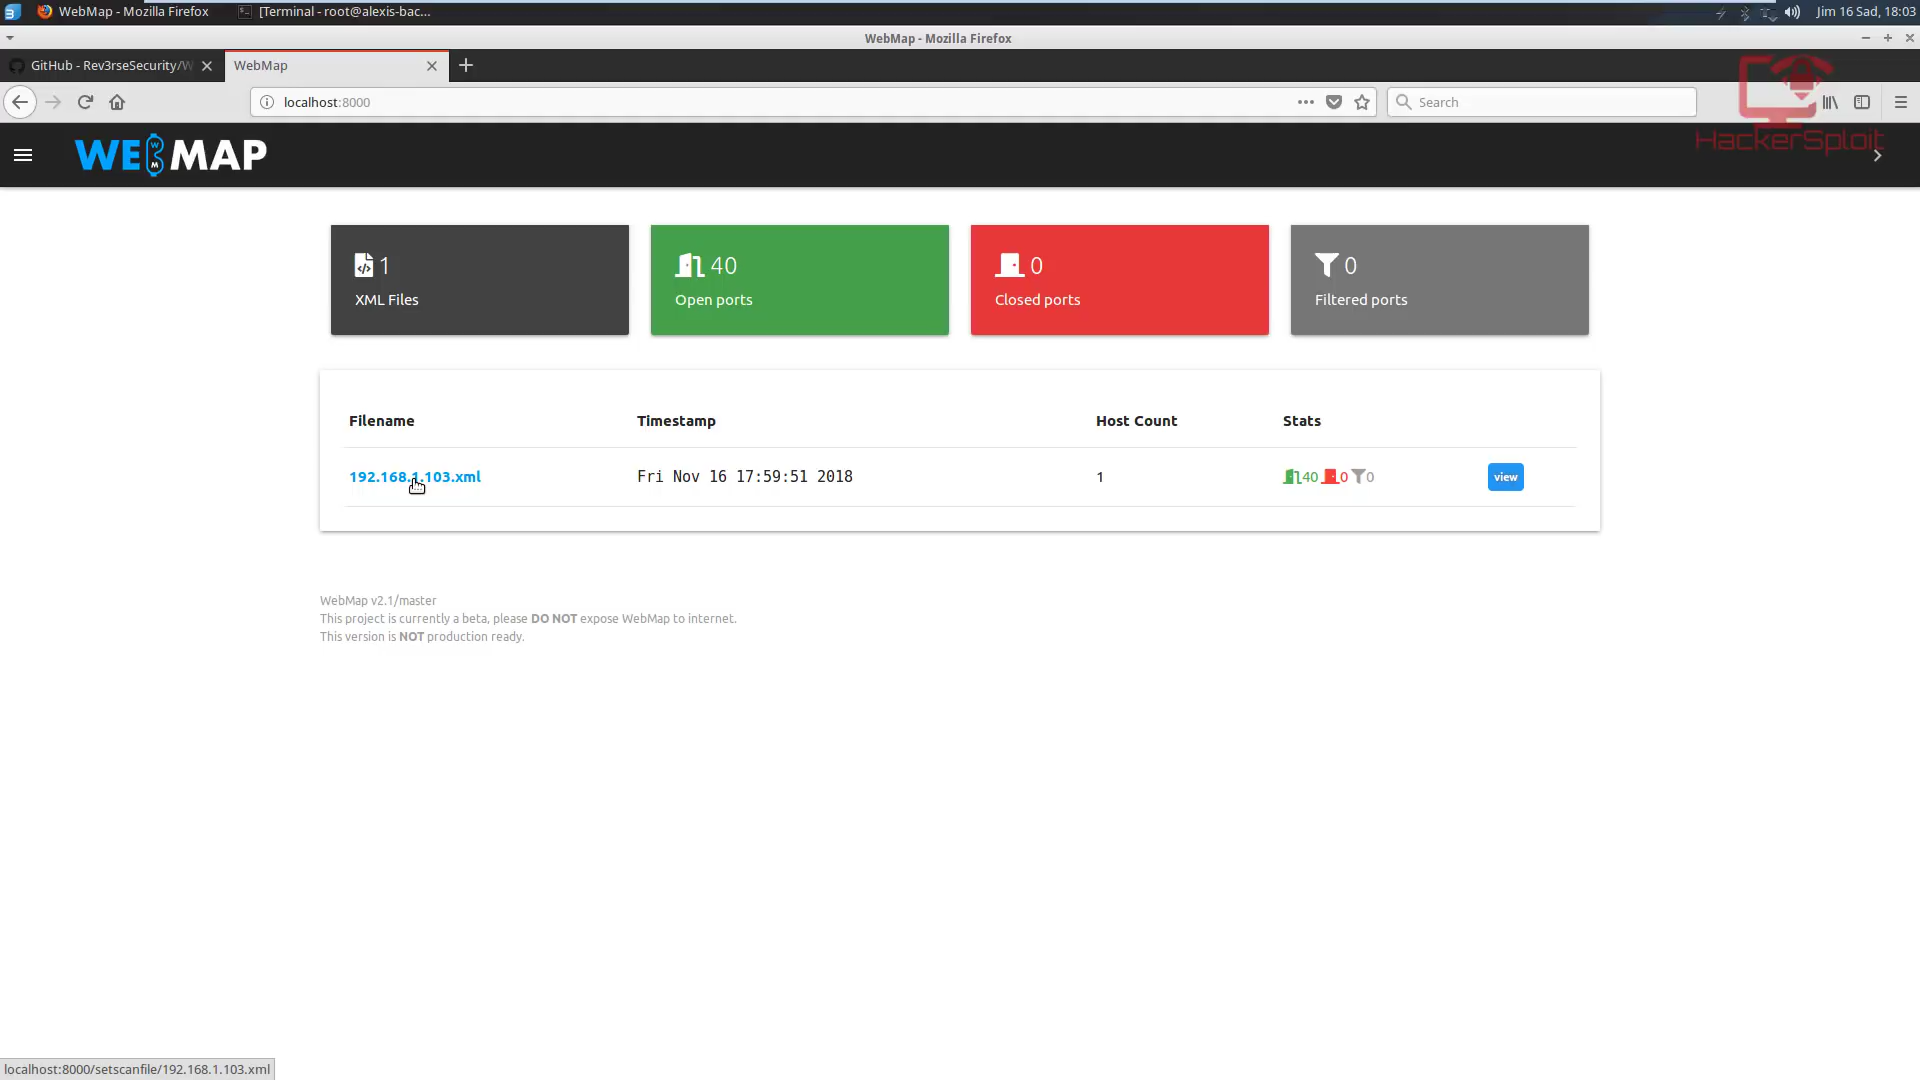 WebMap - Mozilla Firefox
[Terminal - root@alexis-bac...
Jim 16 Sad, 18:03
WebMap - Mozilla Firefox
GitHub - Rev3rseSecurity/W
WebMap
localhost:8000
Search
HackerSploit
WEBMAP
1
XML Files
40
Open ports
0
Closed ports
0
Filtered ports
Filename Timestamp Host Count Stats
192.168.1.103.xml Fri Nov 16 17:59:51 2018 1 40 0 0 view
WebMap v2.1/master
This project is currently a beta, please DO NOT expose WebMap to internet.
This version is NOT production ready.
localhost:8000/setscanfile/192.168.1.103.xml